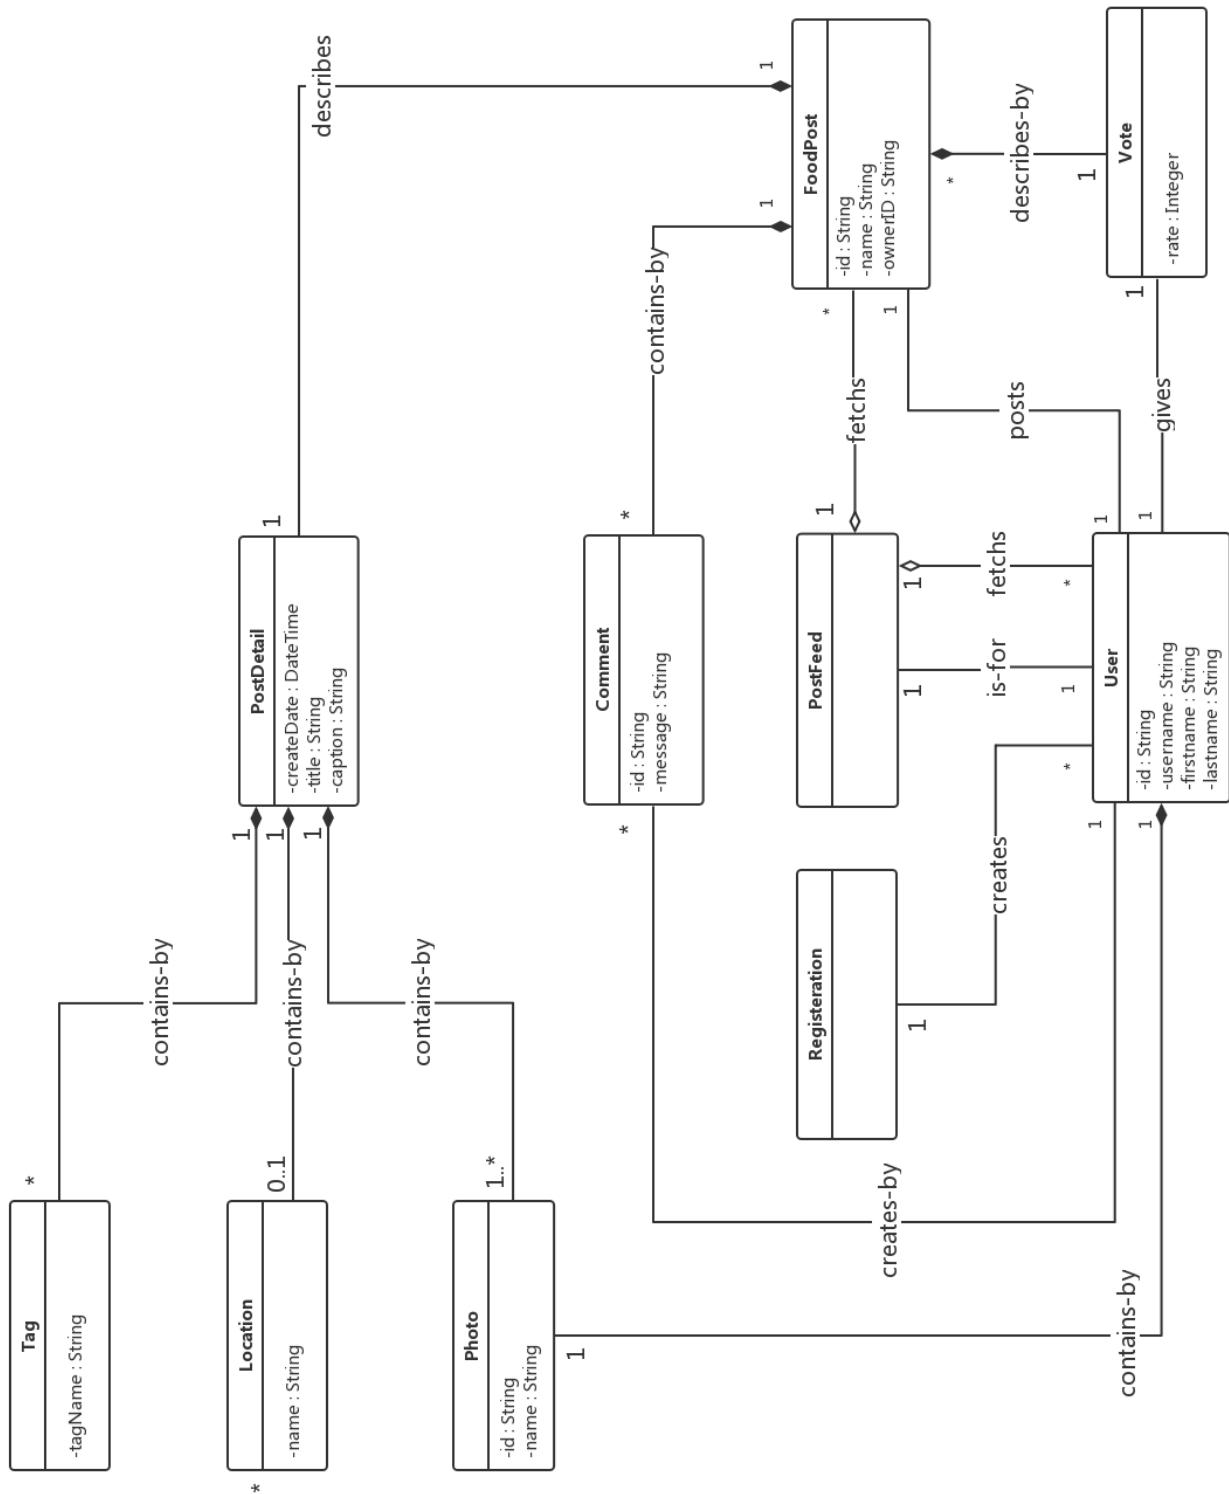 Tag
-tagName : String
*
contains-by
*
Location
-name : String
0..1
contains-by
1
1
1
PostDetail
-createDate : DateTime
-title : String
-caption : String
1
describes
1
Photo
-id : String
-name : String
1..*
contains-by
1
contains-by
Comment
-id : String
-message : String
*
*
contains-by
1
creates-by
Registeration
1
creates
*
PostFeed
1
fetchs
*
1
is-for
1
1
fetchs
*
FoodPost
-id : String
-name : String
-ownerID : String
1
posts
1
*
describes-by
1
User
-id : String
-username : String
-firstname : String
-lastname : String
1
1
1
gives
1
Vote
-rate : Integer